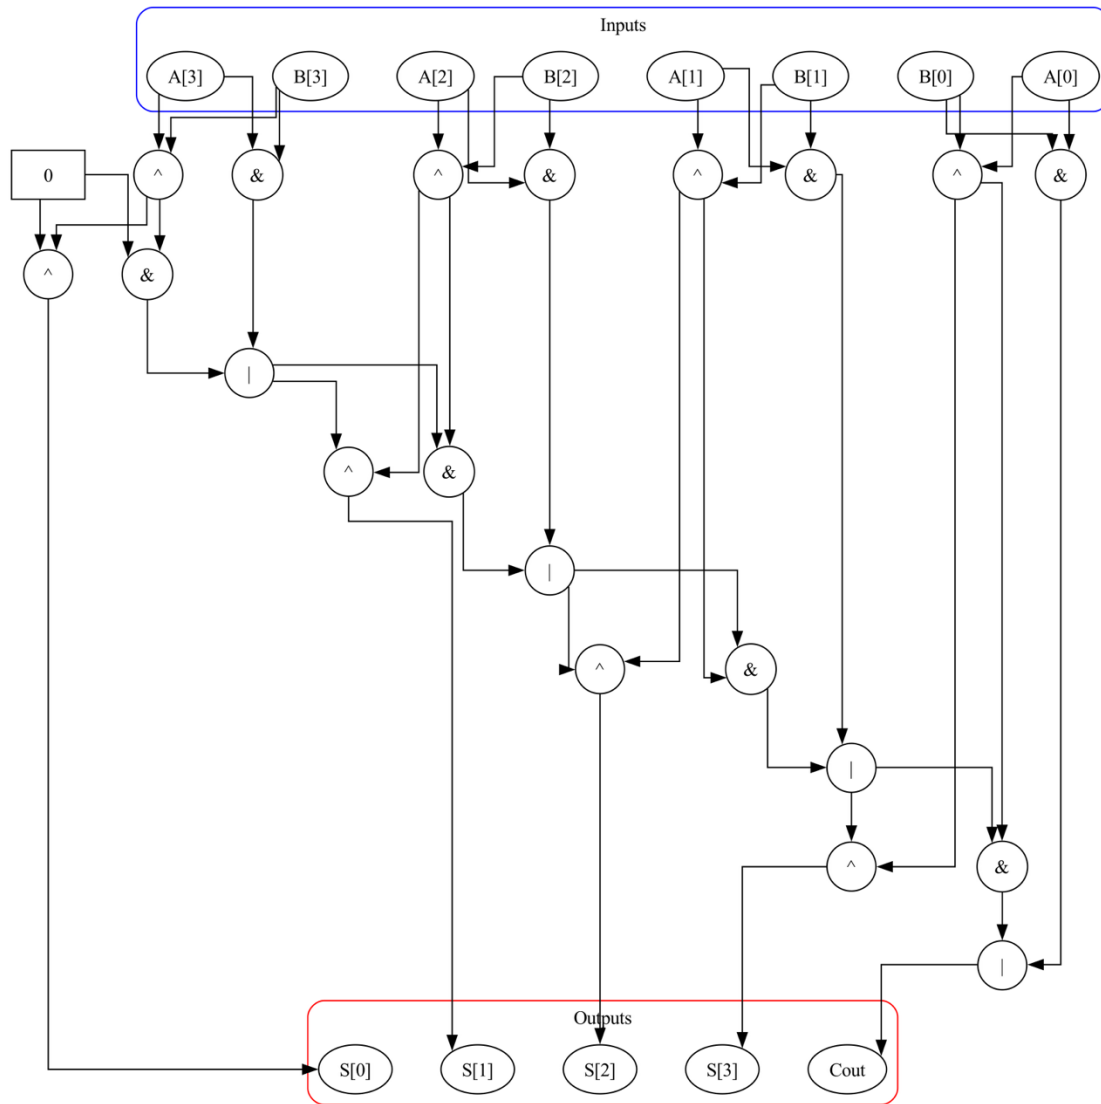 Inputs
A[3]
B[3]
A[2]
B[2]
A[1]
B[1]
B[0]
A[0]
0
^
&
^
&
^
&
^
&
^
&
|
^
&
|
^
&
|
^
&
|
Outputs
S[0]
S[1]
S[2]
S[3]
Cout